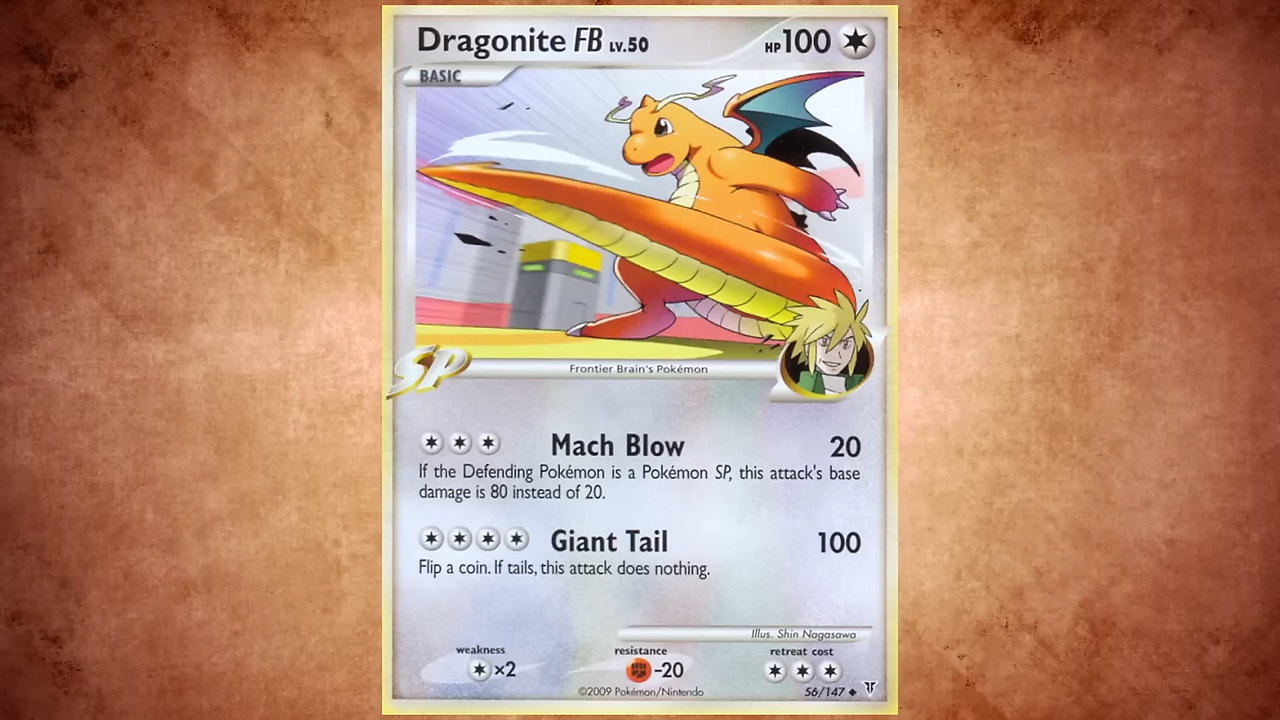 Dragonite FB LV.50 HP 100
BASIC
SP
Frontier Brain's Pokémon
Mach Blow 20
If the Defending Pokémon is a Pokémon SP, this attack's base
damage is 80 instead of 20.
Giant Tail 100
Flip a coin. If tails, this attack does nothing.
Illus. Shin Nagasawa
weakness resistance retreat cost
×2 -20
©2009 Pokémon/Nintendo 56/147